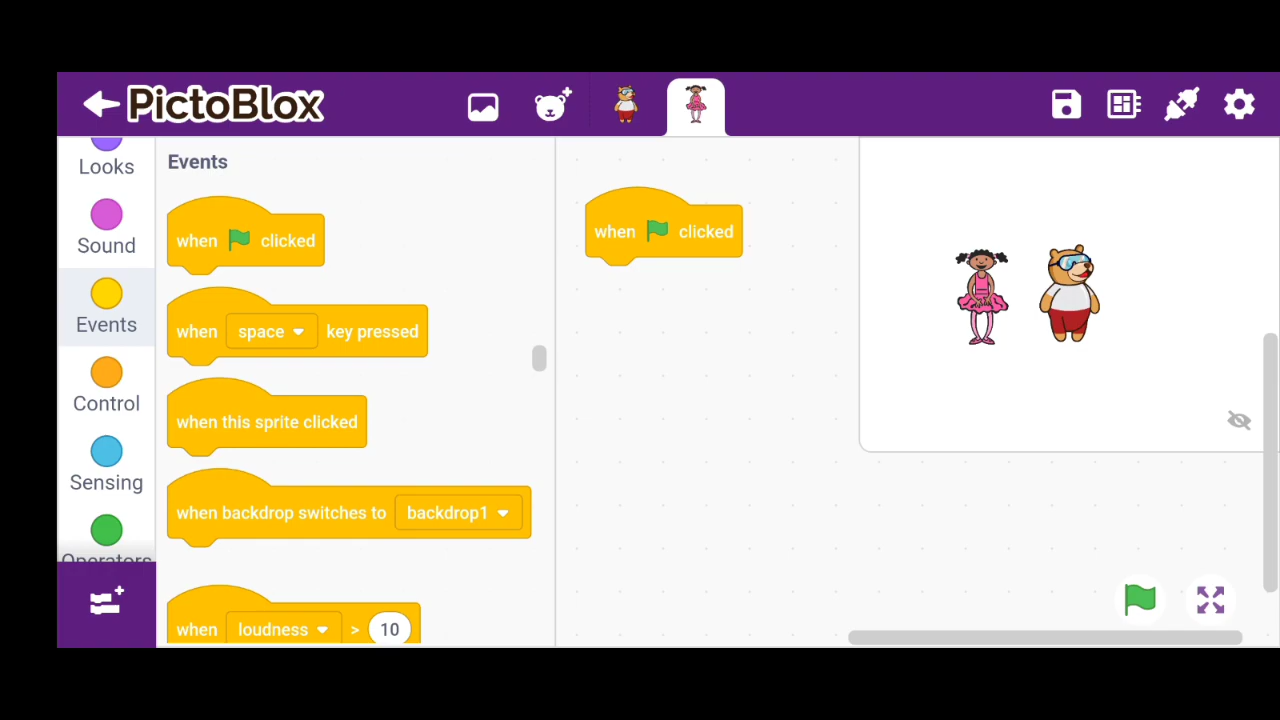 PictoBlox
Looks
Sound
Events
Control
Sensing
Operators
Events
when clicked
when space key pressed
when this sprite clicked
when backdrop switches to backdrop1
when loudness > 10
when clicked